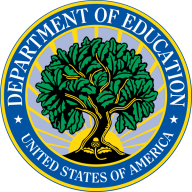 DEPARTMENT OF EDUCATION
UNITED STATES OF AMERICA